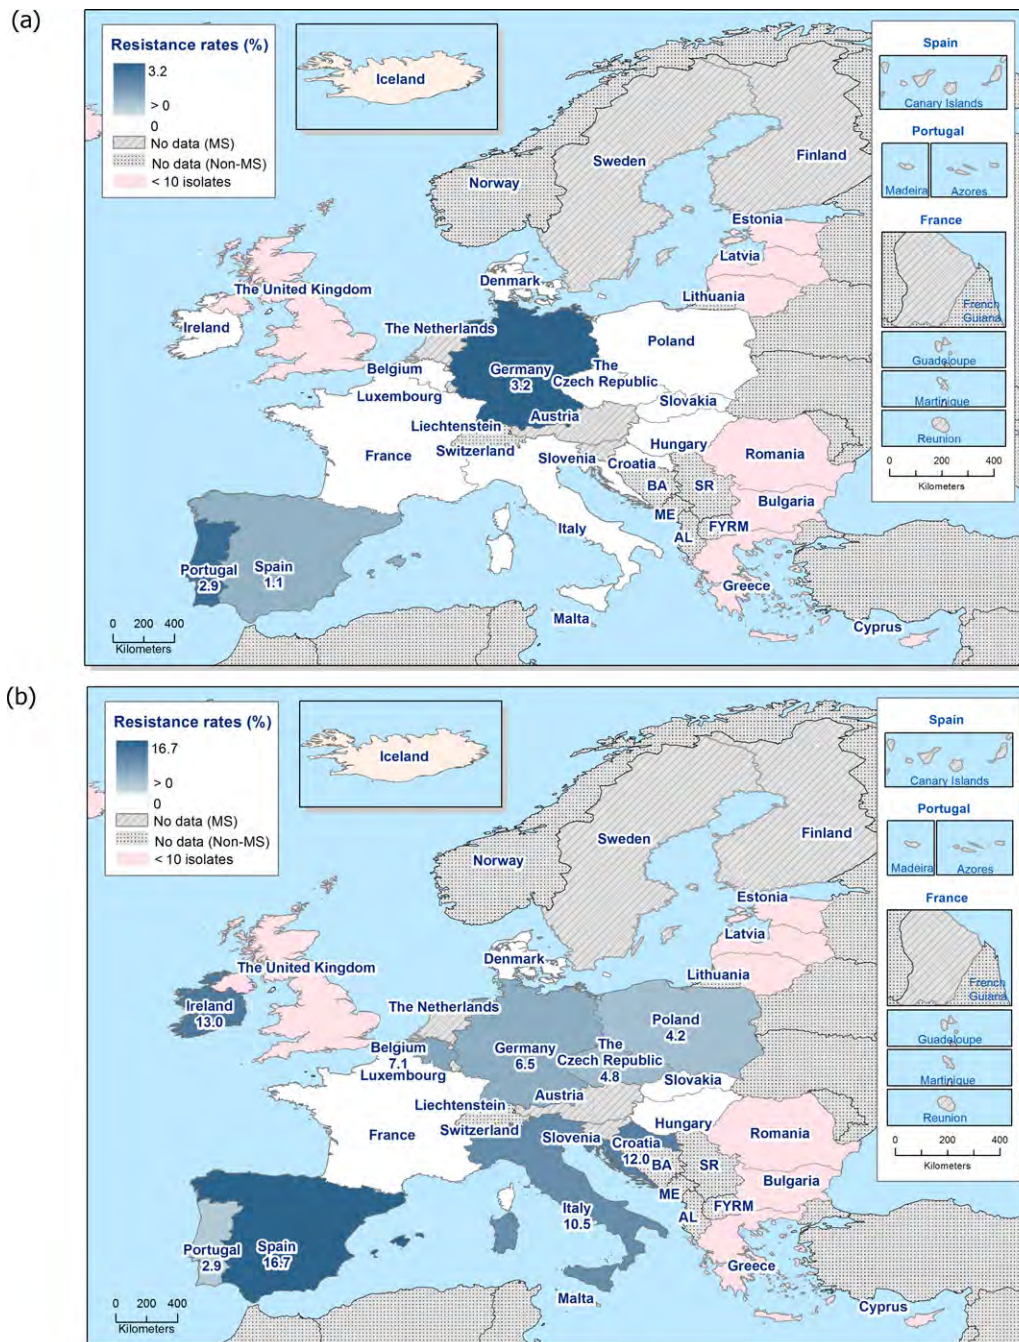 (a)
Resistance rates (%)
3.2
> 0
0
No data (MS)
No data (Non-MS)
< 10 isolates
Iceland
Spain
Canary Islands
Portugal
Madeira
Azores
France
French
Guiana
Guadeloupe
Martinique
Reunion
0 200 400
Kilometers
Finland
Sweden
Norway
Estonia
Latvia
Lithuania
Denmark
The United Kingdom
Ireland
The Netherlands
Poland
Belgium
Germany
3.2
The
Czech Republic
Luxembourg
Slovakia
Austria
Liechtenstein
Hungary
Switzerland
France
Slovenia
Croatia
Romania
BA
SR
Bulgaria
ME
FYRM
AL
Italy
Portugal
2.9
Spain
1.1
Greece
Malta
Cyprus
0 200 400
Kilometers
(b)
Resistance rates (%)
16.7
> 0
0
No data (MS)
No data (Non-MS)
< 10 isolates
Iceland
Spain
Canary Islands
Portugal
Madeira
Azores
France
French
Guiana
Guadeloupe
Martinique
Reunion
0 200 400
Kilometers
Finland
Sweden
Norway
Estonia
Latvia
Lithuania
Denmark
The United Kingdom
Ireland
13.0
The Netherlands
Poland
4.2
Belgium
7.1
Germany
6.5
The
Czech Republic
4.8
Luxembourg
Slovakia
Austria
Liechtenstein
Hungary
Switzerland
France
Slovenia
Croatia
12.0
Romania
BA
SR
Bulgaria
ME
FYRM
AL
Italy
10.5
Portugal
2.9
Spain
16.7
Greece
Malta
Cyprus
0 200 400
Kilometers